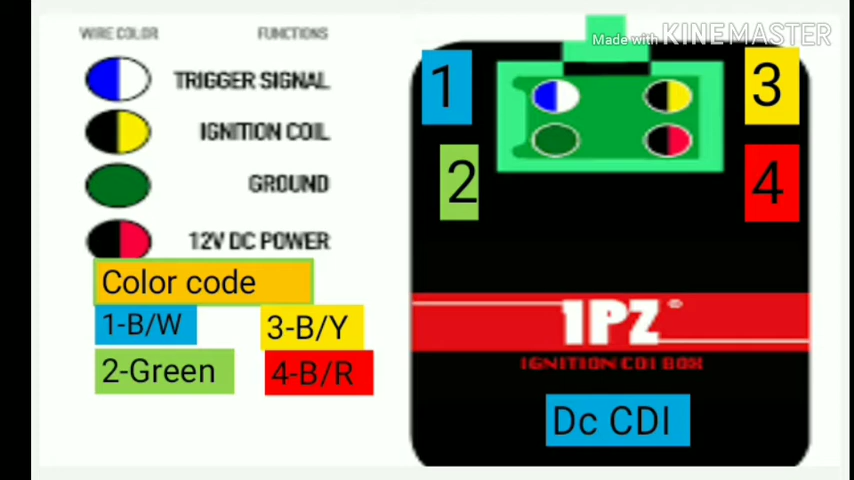 Made with KINEMASTER
WIRE COLOR FUNCTIONS
TRIGGER SIGNAL
IGNITION COIL
GROUND
12V DC POWER
Color code
1-B/W 3-B/Y
2-Green 4-B/R
1 3
2 4
1PZ®
IGNITION CDI BOX
Dc CDI